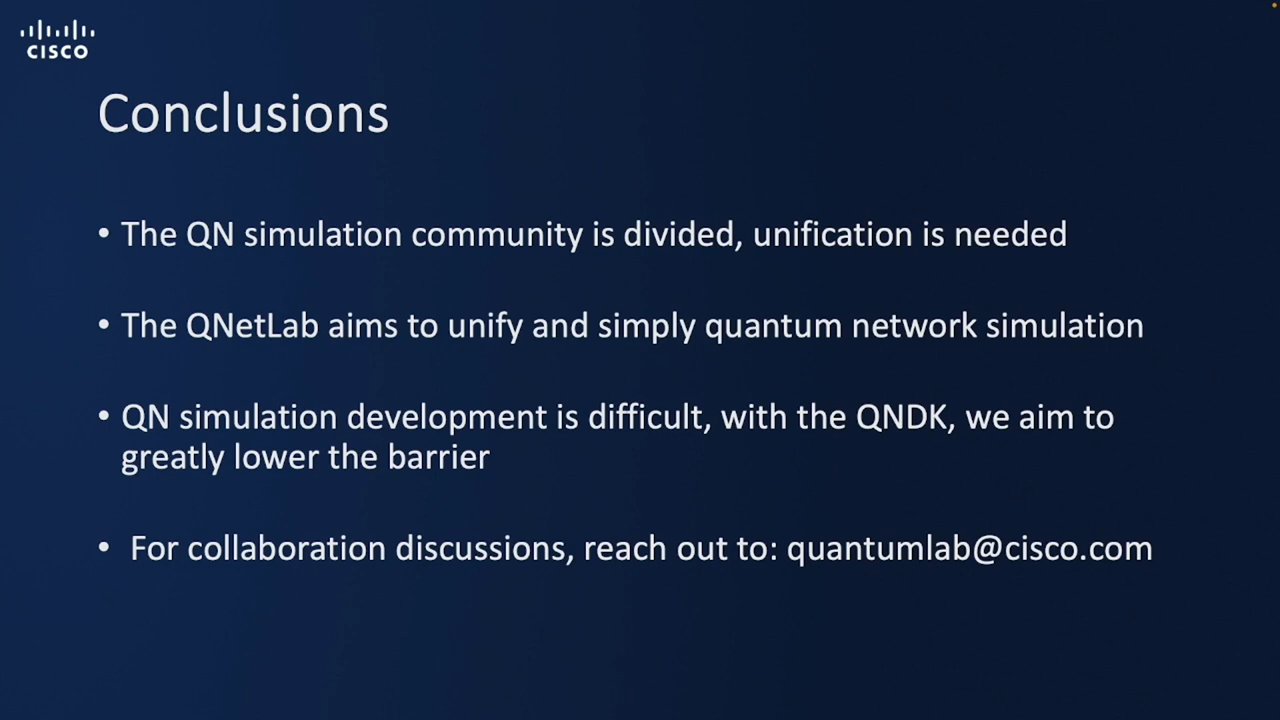 CISCO
Conclusions
• The QN simulation community is divided, unification is needed
• The QNetLab aims to unify and simply quantum network simulation
• QN simulation development is difficult, with the QNDK, we aim to
greatly lower the barrier
• For collaboration discussions, reach out to: quantumlab@cisco.com